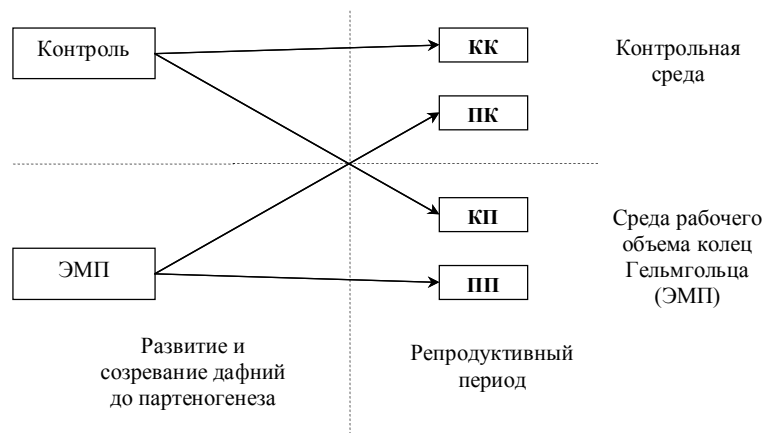 Контроль
КК
Контрольная
среда
ПК
КП
Среда рабочего
объема колец
Гельмгольца
(ЭМП)
ЭМП
ПП
Развитие и
созревание дафний
до партеногенеза
Репродуктивный
период